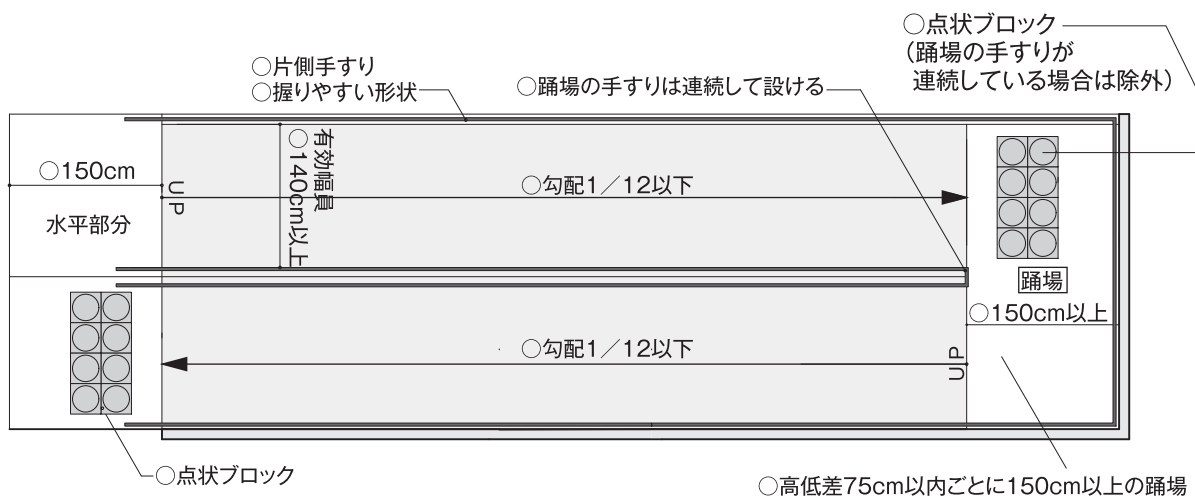 ○点状ブロック
（踊場の手すりが
連続している場合は除外）
○片側手すり
○握りやすい形状
○踊場の手すりは連続して設ける
○150cm
水平部分
UP
有効幅員
○140cm以上
○勾配1／12以下
踊場
○150cm以上
○勾配1／12以下
UP
○点状ブロック
○高低差75cm以内ごとに150cm以上の踊場